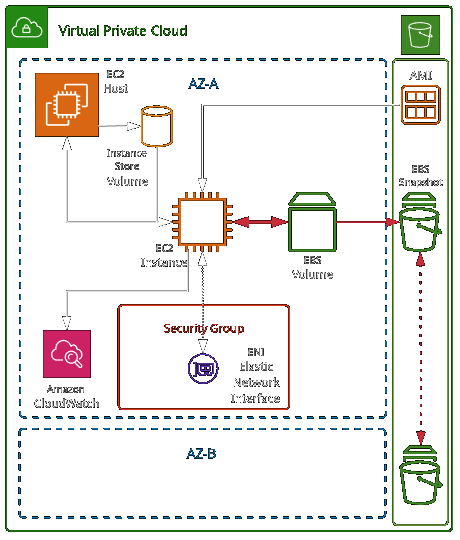 Virtual Private Cloud
AZ-A
AMI
EC2
Host
Instance
Store
Volume
EBS
Snapshot
EC2
Instance
EBS
Volume
Security Group
ENI
Elastic
Network
Interface
Amazon
CloudWatch
AZ-B